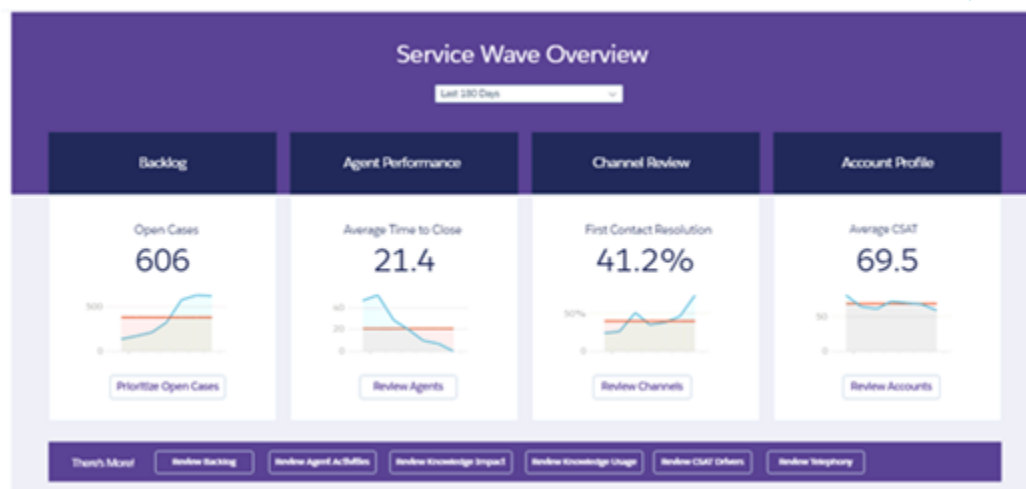 Service Wave Overview
Last 180 Days
Backlog
Agent Performance
Channel Review
Account Profile
Open Cases
606
500
0
Prioritize Open Cases
Average Time to Close
21.4
40
20
0
Review Agents
First Contact Resolution
41.2%
50%
0
Review Channels
Average CSAT
69.5
50
0
Review Accounts
There's More! Review Backlog Review Agent Activities Review Knowledge Impact Review Knowledge Usage Review CSAT Drivers Review Telephony